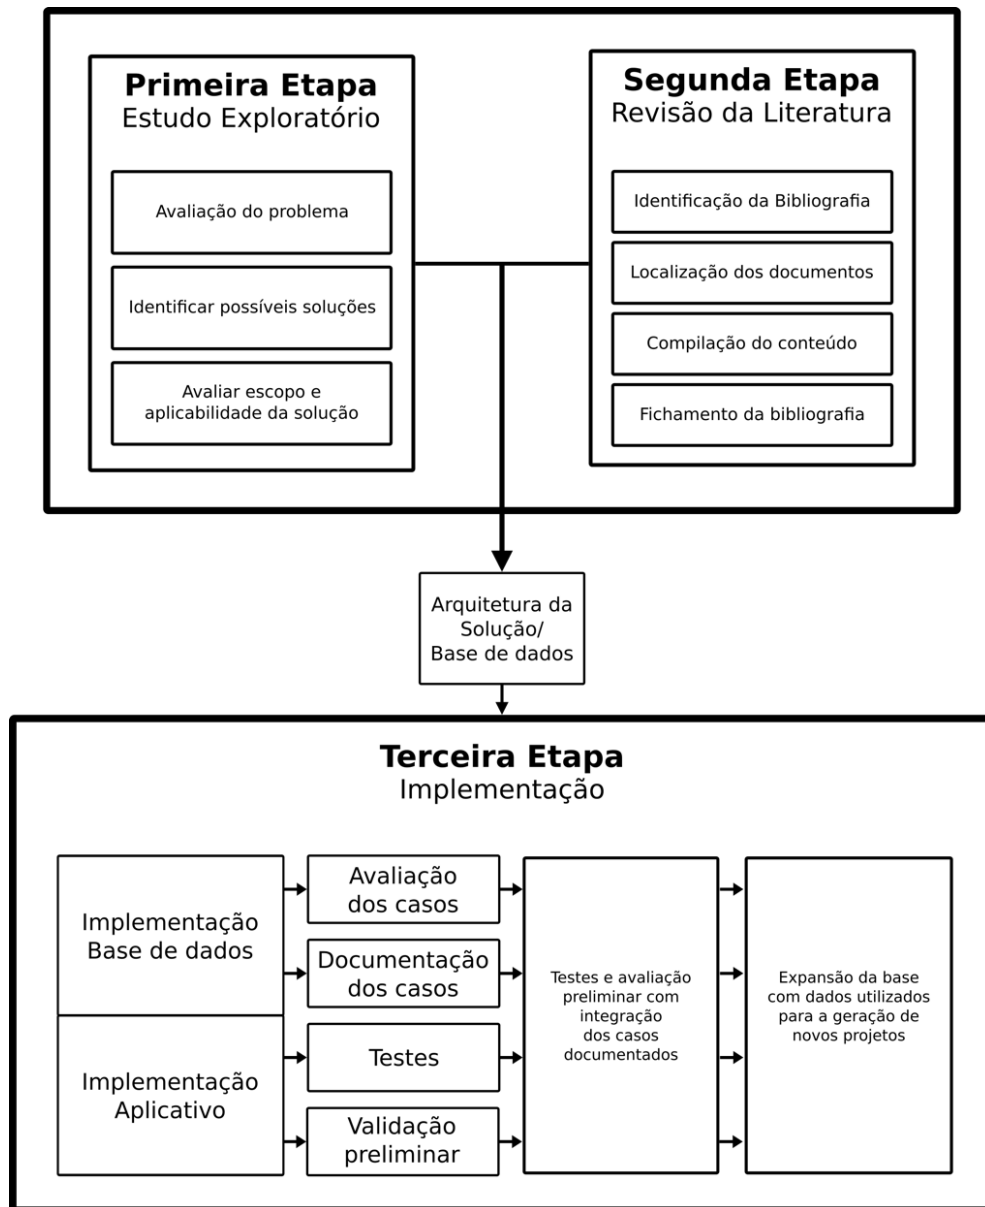 Primeira Etapa
Estudo Exploratório
Avaliação do problema
Identificar possíveis soluções
Avaliar escopo e
aplicabilidade da solução
Segunda Etapa
Revisão da Literatura
Identificação da Bibliografia
Localização dos documentos
Compilação do conteúdo
Fichamento da bibliografia
Arquitetura da
Solução/
Base de dados
Terceira Etapa
Implementação
Implementação
Base de dados
Implementação
Aplicativo
Avaliação
dos casos
Documentação
dos casos
Testes
Validação
preliminar
Testes e avaliação
preliminar com
integração
dos casos
documentados
Expansão da base
com dados utilizados
para a geração de
novos projetos